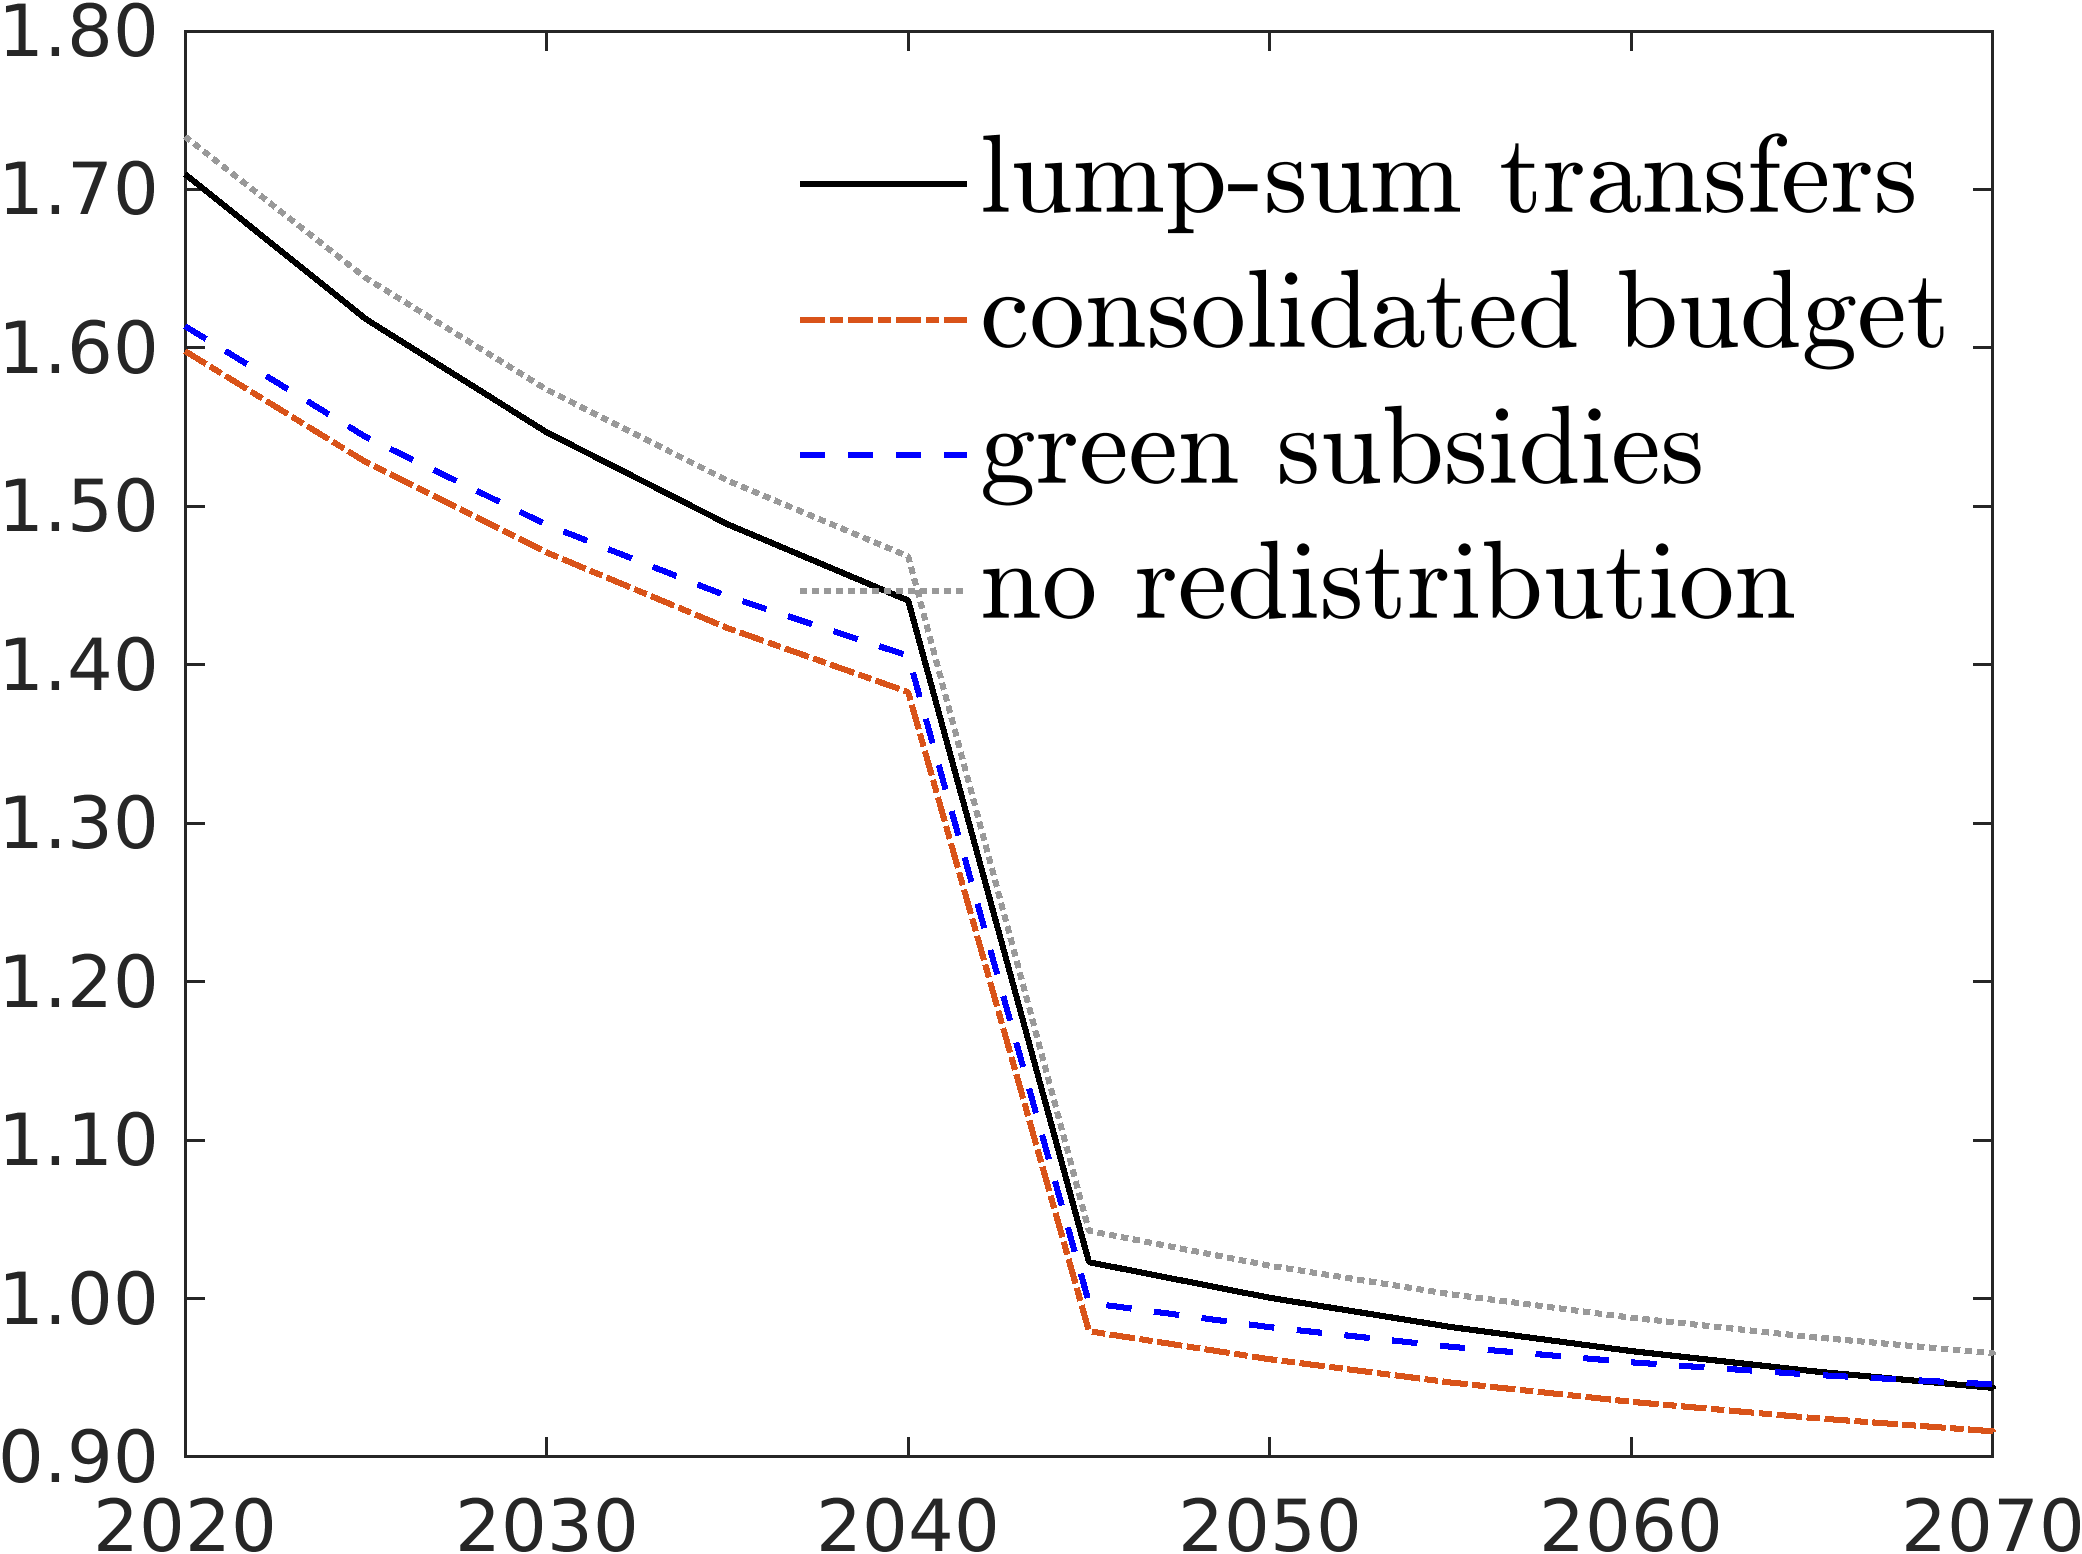 1.80
1.70
1.60
1.50
1.40
1.30
1.20
1.10
1.00
0.90
2020 2030 2040 2050 2060 2070
lump-sum transfers
consolidated budget
green subsidies
no redistribution